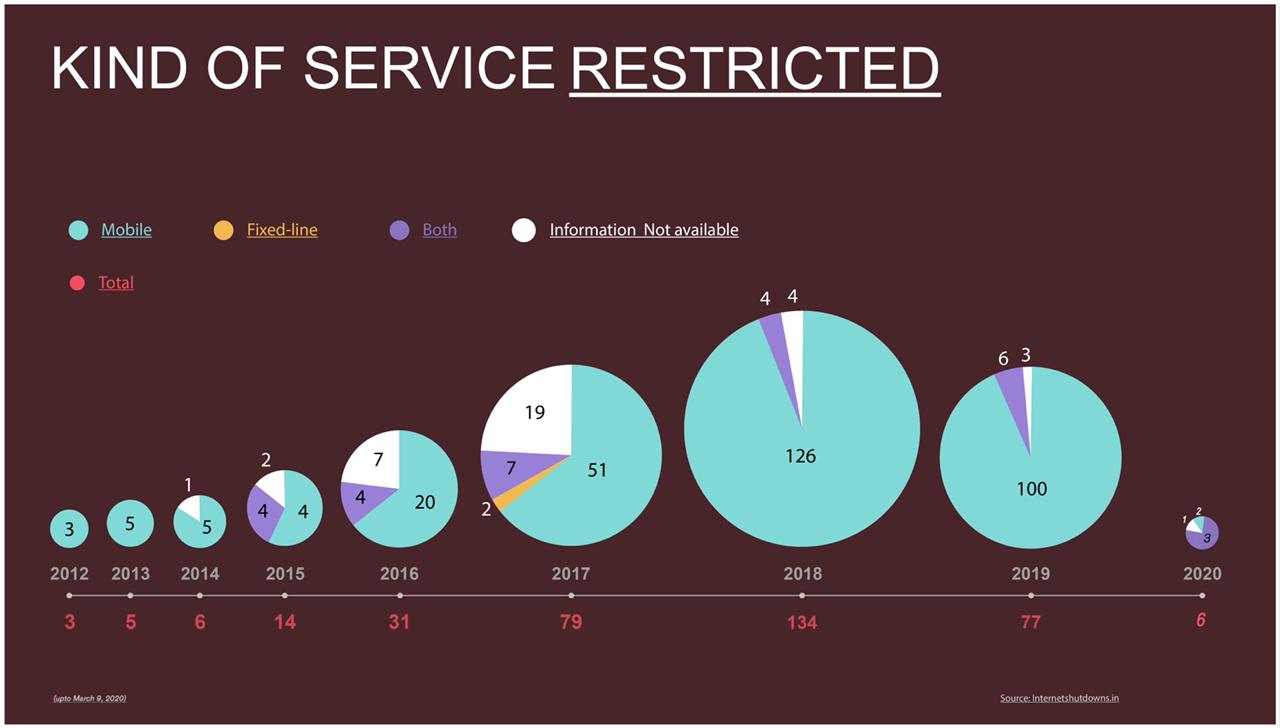 KIND OF SERVICE RESTRICTED
Mobile Fixed-line Both Information Not available
Total
4 4
6 3
19
7
51
2
126
100
7
4
20
2
4 4
1
5
5
3
1 2
3
2012 2013 2014 2015 2016 2017 2018 2019 2020
3 5 6 14 31 79 134 77 6
(upto March 9, 2020)
Source: Internetshutdowns.in